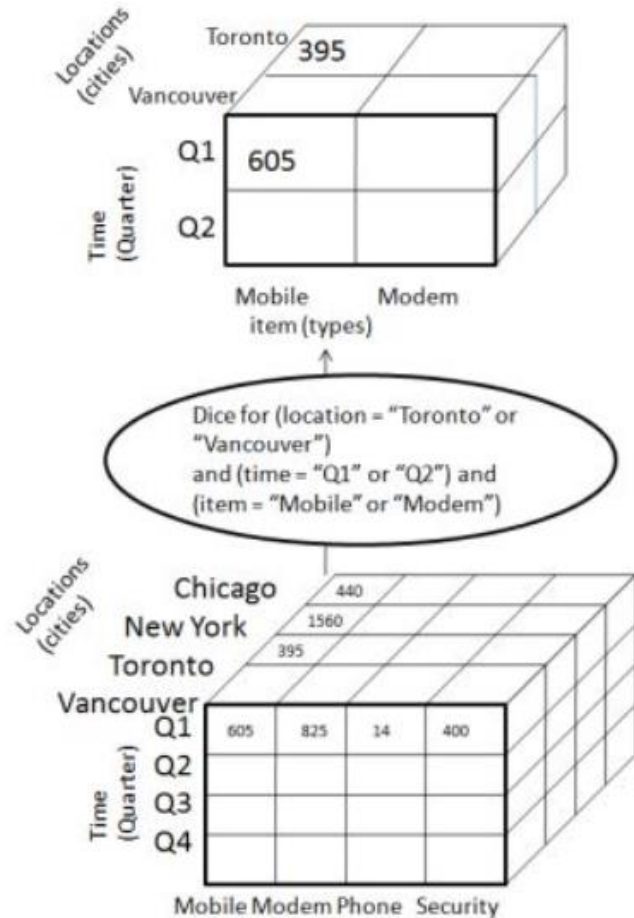 Locations
(cities)
Toronto
395
Vancouver
Time
(Quarter)
Q1
605
Q2
Mobile Modem
item (types)
Dice for (location = “Toronto” or
“Vancouver”)
and (time = “Q1” or “Q2”) and
(item = “Mobile” or “Modem”)
Locations
(cities)
Chicago 440
New York 1560
Toronto 395
Vancouver
Time
(Quarter)
Q1 605 825 14 400
Q2
Q3
Q4
Mobile Modem Phone Security